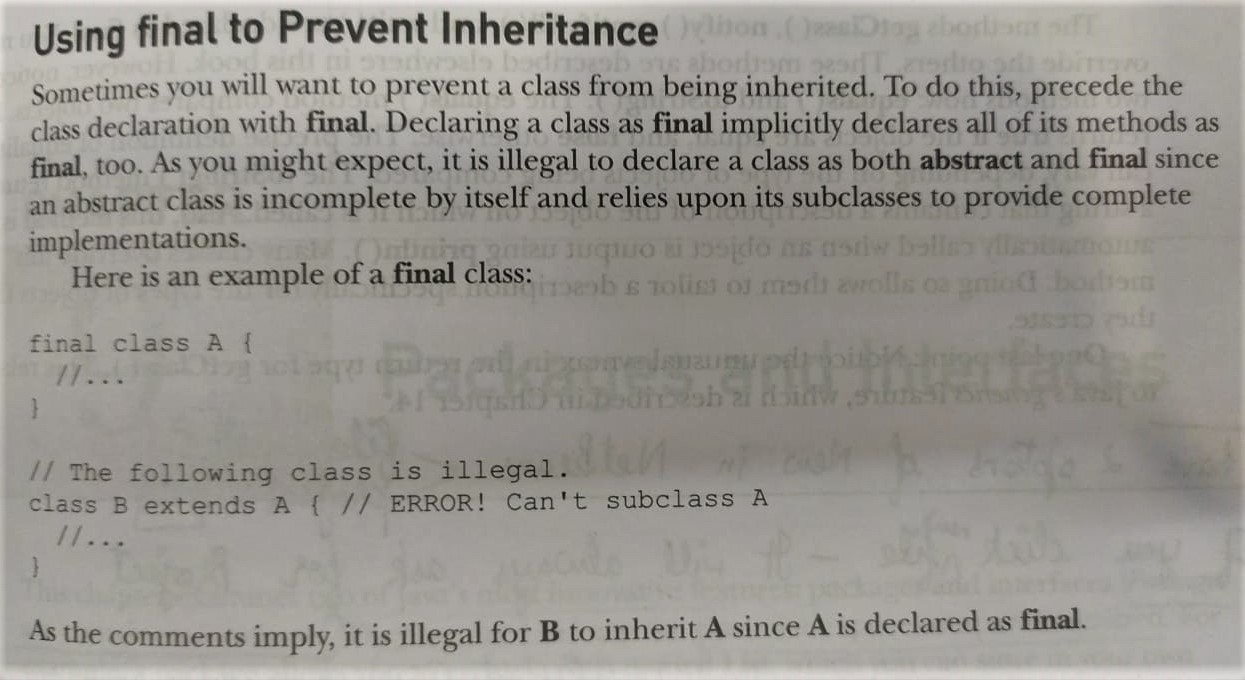 Using final to Prevent Inheritance
Sometimes you will want to prevent a class from being inherited. To do this, precede the
class declaration with final. Declaring a class as final implicitly declares all of its methods as
final, too. As you might expect, it is illegal to declare a class as both abstract and final since
an abstract class is incomplete by itself and relies upon its subclasses to provide complete
implementations.
Here is an example of a final class:
final class A {
//...
}
// The following class is illegal.
class B extends A { // ERROR! Can't subclass A
//...
}
As the comments imply, it is illegal for B to inherit A since A is declared as final.